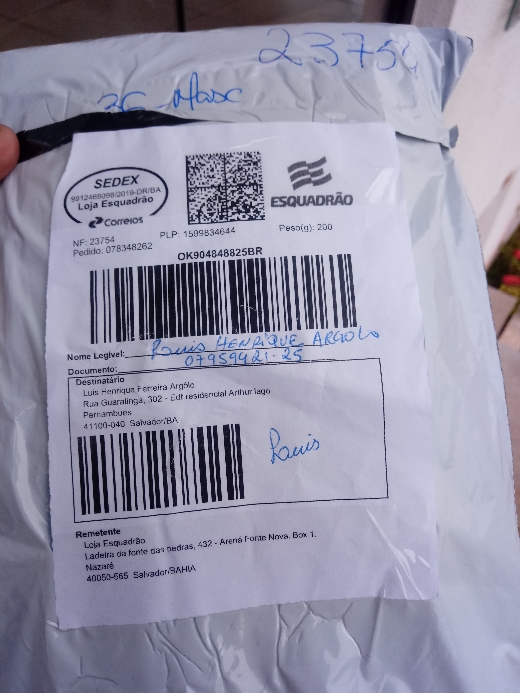 23754
36 Masc
SEDEX
9912468098/2019-DR/BA
Loja Esquadrão
Correios
ESQUADRÃO
NF: 23754
PLP: 1599834644
Peso(g): 200
Pedido: 078348262
OK904848825BR
Nome Legível: Luis HENRIQUE ARGOLO
Documento: 07959421-25
Destinatário
Luis Henrique Ferreira Argôlo
Rua Guaratinga, 302 - Edf residencial Arthur Iago
Pernambues
41100-040 Salvador/BA
Luis
Remetente
Loja Esquadrão
Ladeira da fonte das pedras, 432 - Arena Fonte Nova. Box 1.
Nazaré
40050-565 Salvador/BAHIA